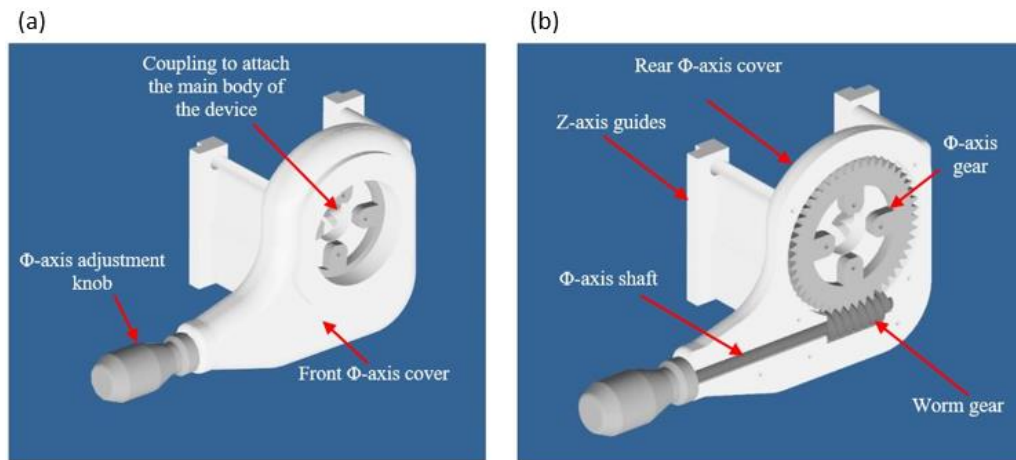 (a)
Coupling to attach
the main body of
the device
Φ-axis adjustment
knob
Front Φ-axis cover
(b)
Rear Φ-axis cover
Z-axis guides
Φ-axis
gear
Φ-axis shaft
Worm gear